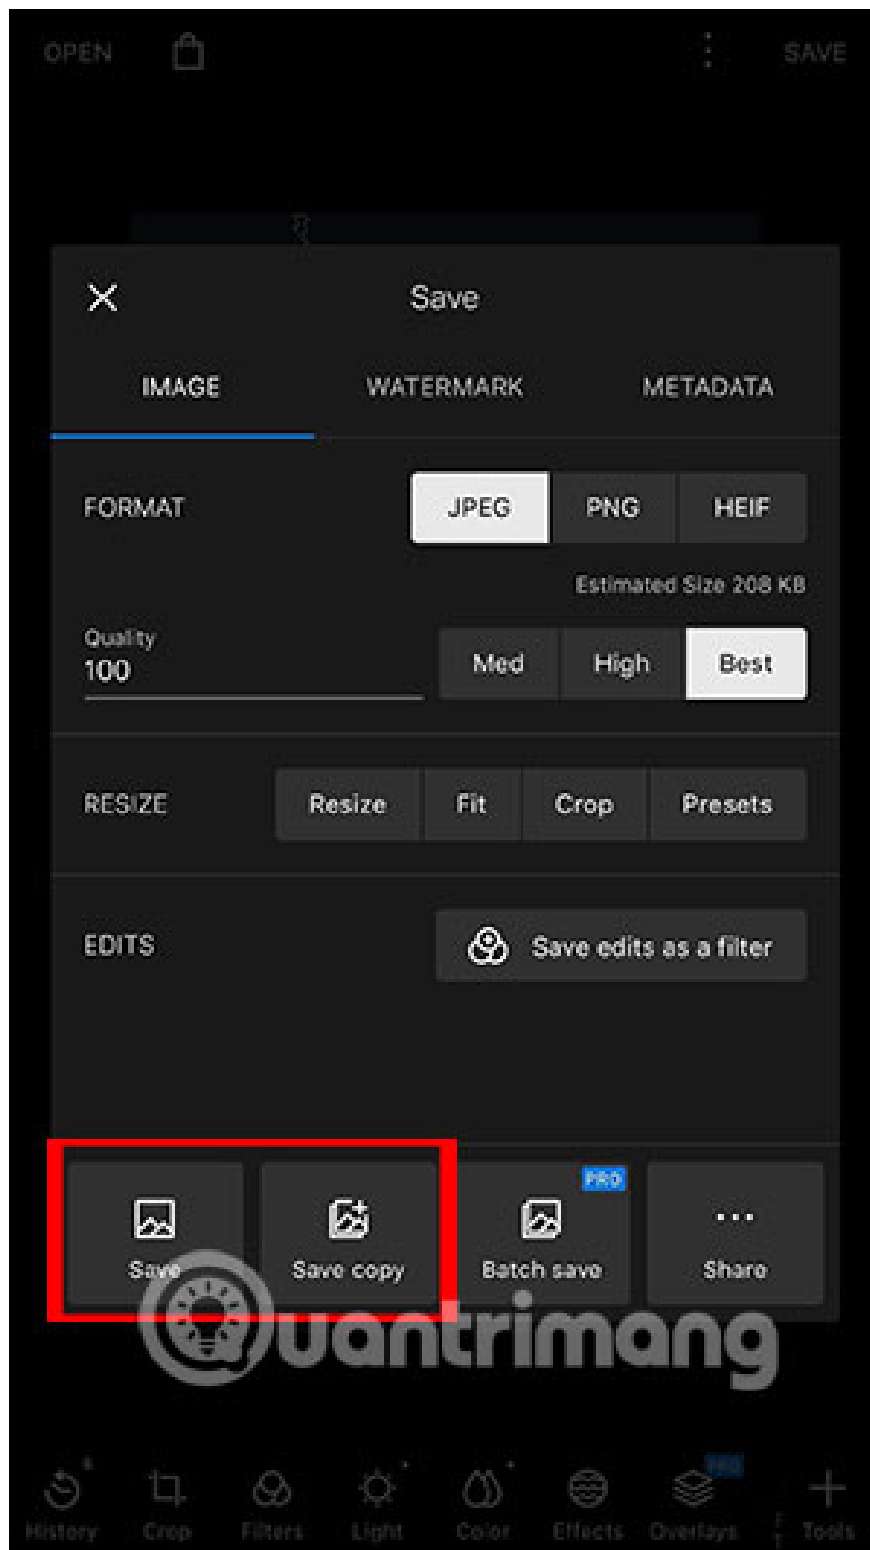 OPEN SAVE
Save
IMAGE WATERMARK METADATA
FORMAT JPEG PNG HEIF
Estimated Size 208 KB
Quality
100 Med High Best
RESIZE Resize Fit Crop Presets
EDITS Save edits as a filter
PRO
Save Save copy Batch save Share
Quantrimang
PRO
History Crop Filters Light Color Effects Overlays Tools